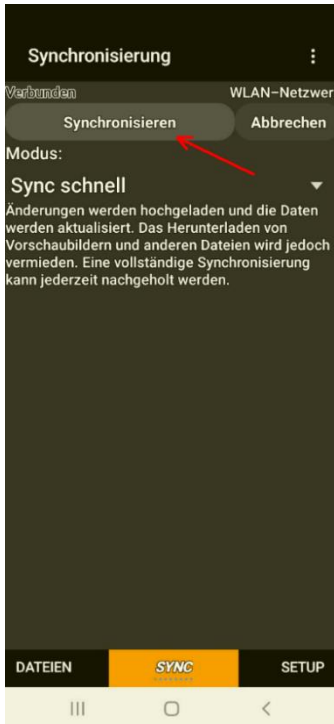 Synchronisierung
Verbunden WLAN-Netzwer
Synchronisieren Abbrechen
Modus:
Sync schnell
Änderungen werden hochgeladen und die Daten
werden aktualisiert. Das Herunterladen von
Vorschaubildern und anderen Dateien wird jedoch
vermieden. Eine vollständige Synchronisierung
kann jederzeit nachgeholt werden.
DATEIEN SYNC SETUP